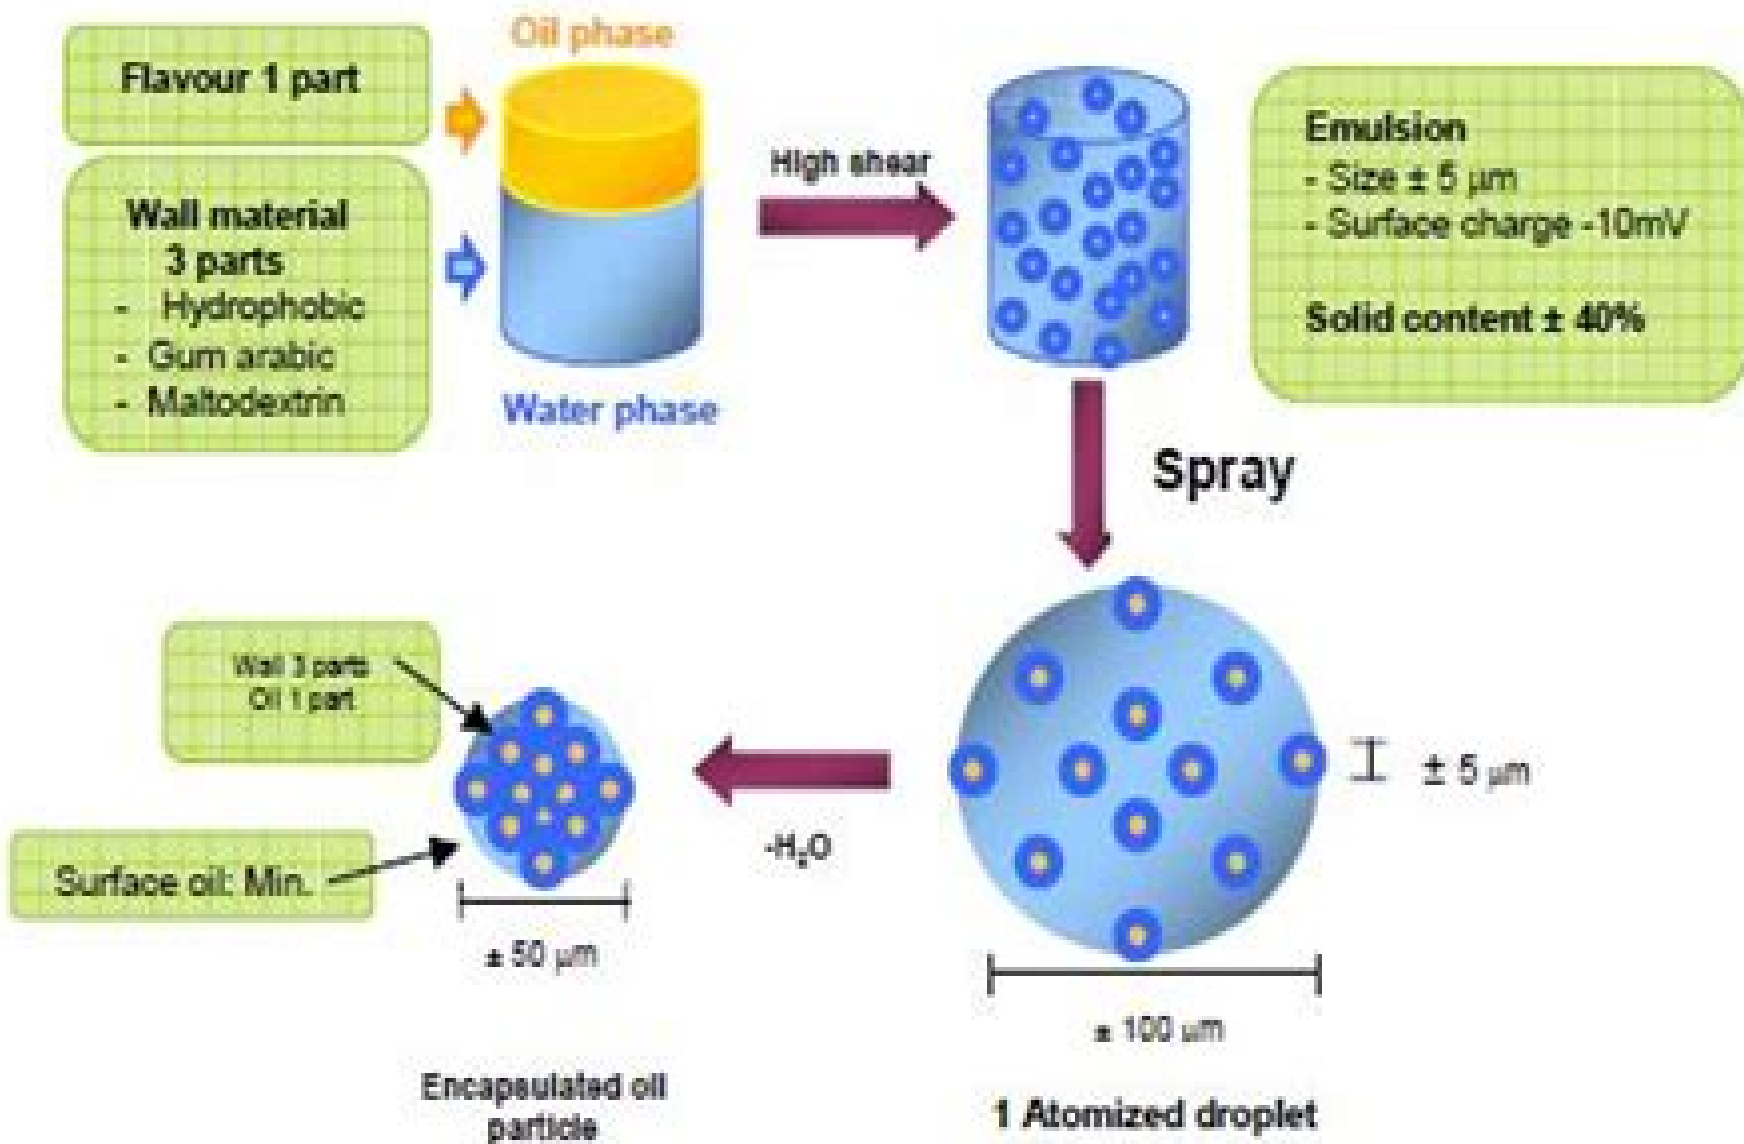 Oil phase
Flavour 1 part
Wall material
3 parts
- Hydrophobic
- Gum arabic
- Maltodextrin
Water phase
High shear
Emulsion
- Size ± 5 µm
- Surface charge -10mV
Solid content ± 40%
Spray
Wall 3 parts
Oil 1 part
Surface oil: Min.
± 50 µm
-H₂O
± 5 µm
± 100 µm
Encapsulated oil
particle
1 Atomized droplet